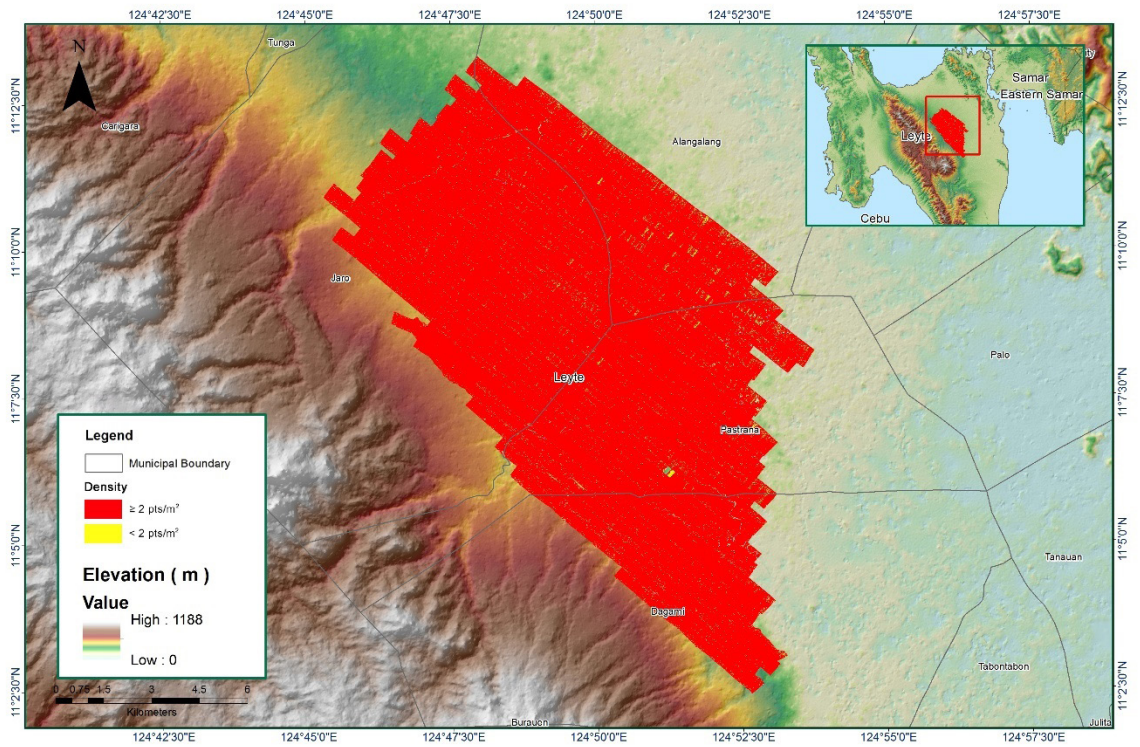 124°42'30"E 124°45'0"E 124°47'30"E 124°50'0"E 124°52'30"E 124°55'0"E 124°57'30"E
N
Tunga
Carigara
Alangalang
Jaro
Leyte
Palo
Pastrana
Tanauan
Dagami
Tabontabon
Burauen
Julita
Samar
Eastern Samar
Leyte
Cebu
11°12'30"N
11°10'0"N
11°7'30"N
11°5'0"N
11°2'30"N
11°12'30"N
11°10'0"N
11°7'30"N
11°5'0"N
11°2'30"N
Legend
Municipal Boundary
Density
≥ 2 pts/m²
< 2 pts/m²
Elevation ( m )
Value
High : 1188
Low : 0
0 0.75 1.5 3 4.5 6
Kilometers
124°42'30"E 124°45'0"E 124°47'30"E 124°50'0"E 124°52'30"E 124°55'0"E 124°57'30"E